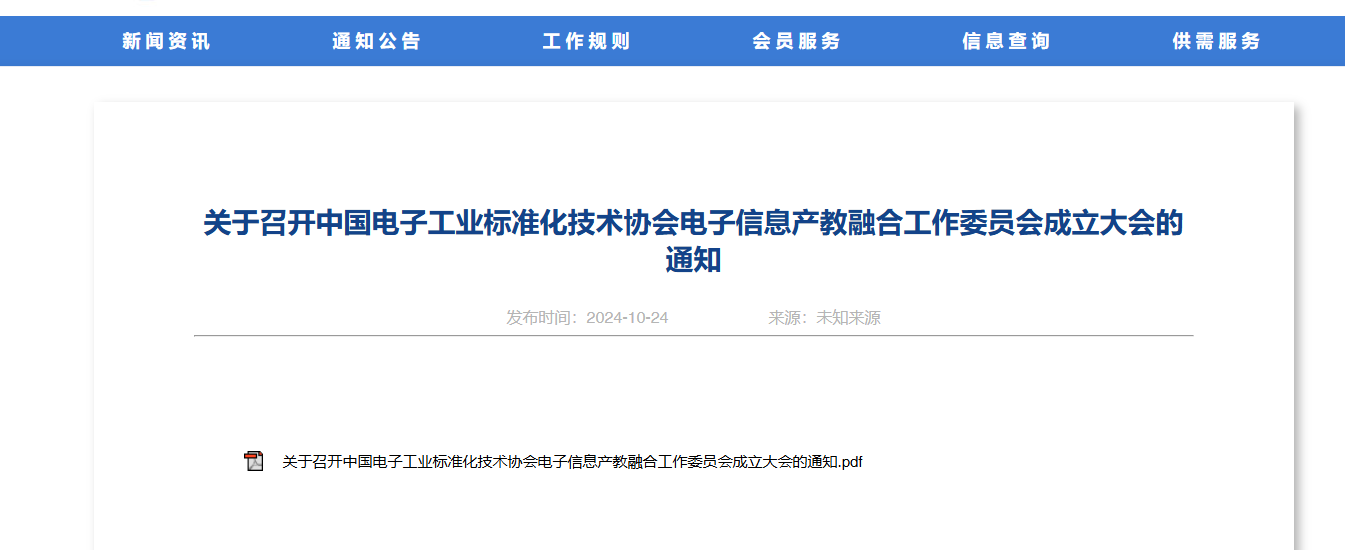 新闻资讯 通知公告 工作规则 会员服务 信息查询 供需服务
关于召开中国电子工业标准化技术协会电子信息产教融合工作委员会成立大会的
通知
发布时间：2024-10-24 来源：未知来源
关于召开中国电子工业标准化技术协会电子信息产教融合工作委员会成立大会的通知.pdf